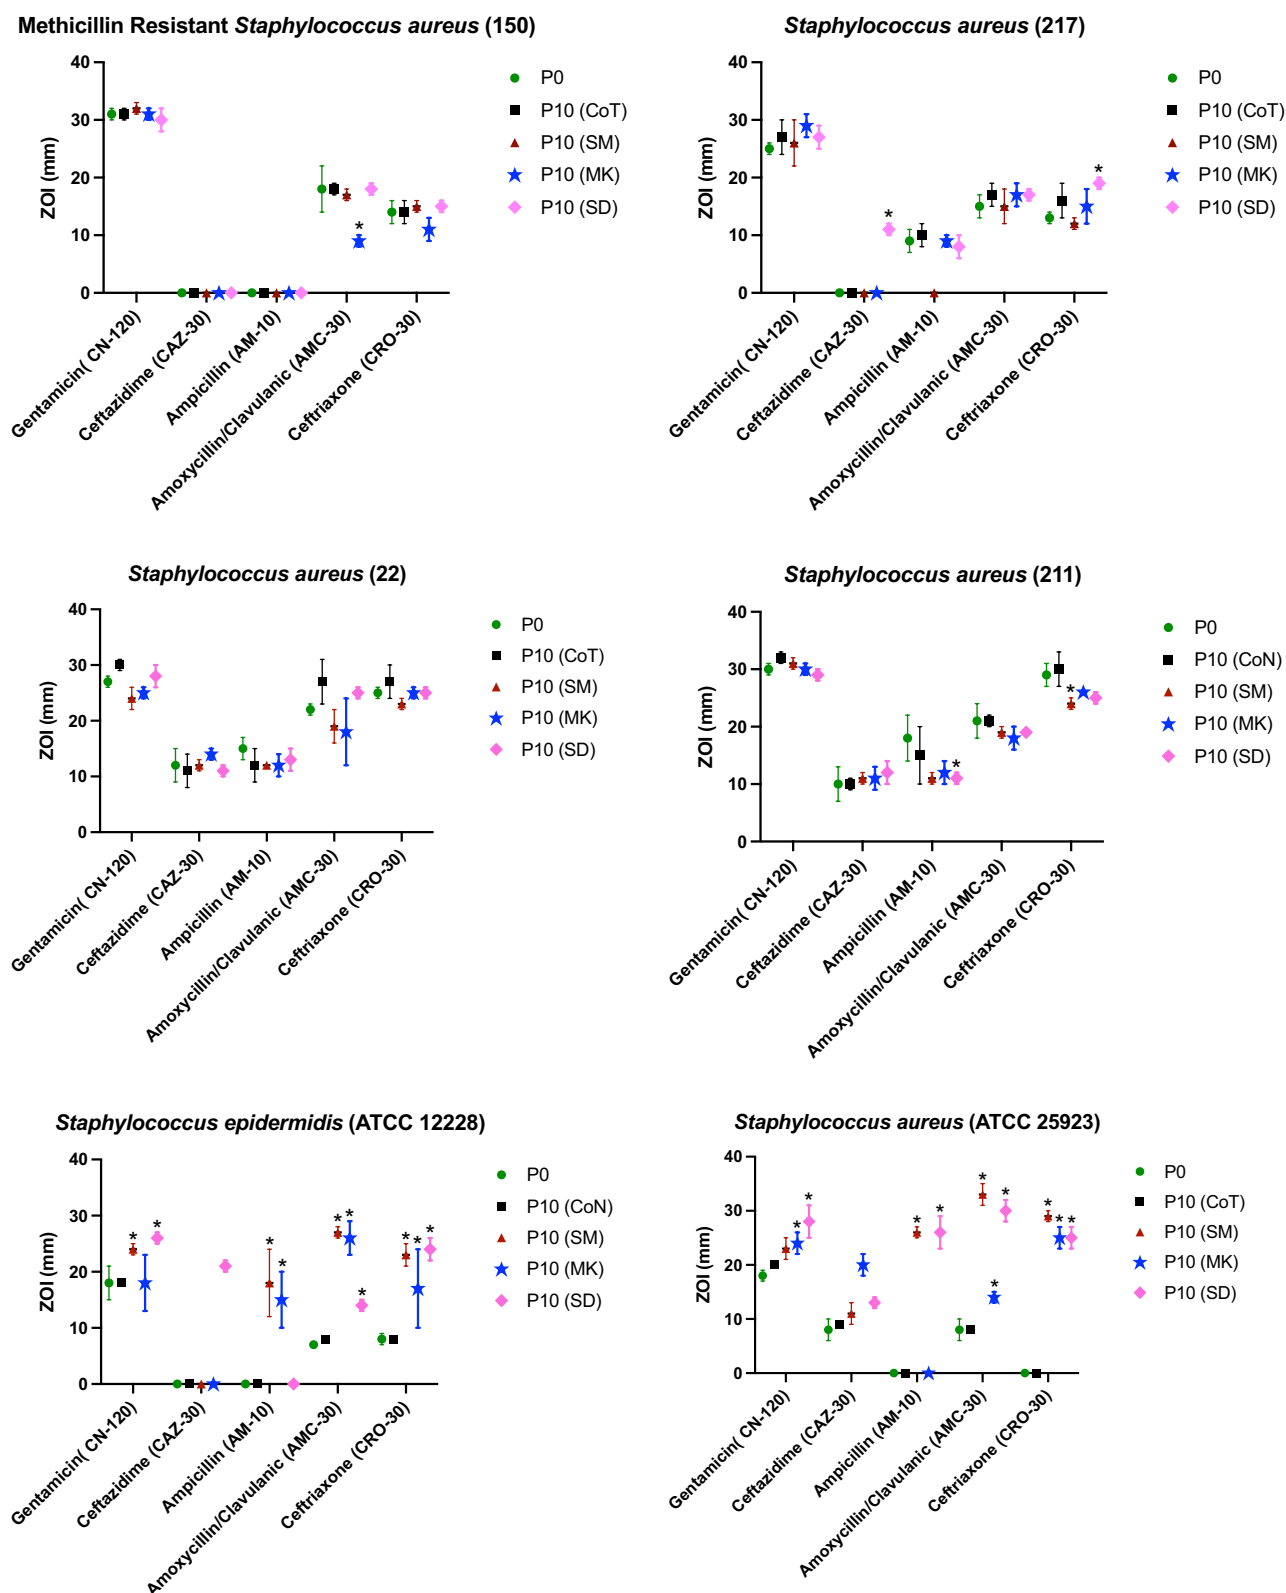 Methicillin Resistant Staphylococcus aureus (150)
40
30
20
10
0
ZOI (mm)
Gentamicin( CN-120)
Ceftazidime (CAZ-30)
Ampicillin (AM-10)
Amoxycillin/Clavulanic (AMC-30)
Ceftriaxone (CRO-30)
*
P0
P10 (CoT)
P10 (SM)
P10 (MK)
P10 (SD)
Staphylococcus aureus (217)
40
30
20
10
0
ZOI (mm)
Gentamicin( CN-120)
Ceftazidime (CAZ-30)
Ampicillin (AM-10)
Amoxycillin/Clavulanic (AMC-30)
Ceftriaxone (CRO-30)
*
*
P0
P10 (CoT)
P10 (SM)
P10 (MK)
P10 (SD)
Staphylococcus aureus (22)
40
30
20
10
0
ZOI (mm)
Gentamicin( CN-120)
Ceftazidime (CAZ-30)
Ampicillin (AM-10)
Amoxycillin/Clavulanic (AMC-30)
Ceftriaxone (CRO-30)
P0
P10 (CoT)
P10 (SM)
P10 (MK)
P10 (SD)
Staphylococcus aureus (211)
40
30
20
10
0
ZOI (mm)
Gentamicin( CN-120)
Ceftazidime (CAZ-30)
Ampicillin (AM-10)
Amoxycillin/Clavulanic (AMC-30)
Ceftriaxone (CRO-30)
*
*
P0
P10 (CoN)
P10 (SM)
P10 (MK)
P10 (SD)
Staphylococcus epidermidis (ATCC 12228)
40
30
20
10
0
ZOI (mm)
Gentamicin( CN-120)
Ceftazidime (CAZ-30)
Ampicillin (AM-10)
Amoxycillin/Clavulanic (AMC-30)
Ceftriaxone (CRO-30)
* *
* *
* * *
* * *
P0
P10 (CoN)
P10 (SM)
P10 (MK)
P10 (SD)
Staphylococcus aureus (ATCC 25923)
40
30
20
10
0
ZOI (mm)
Gentamicin( CN-120)
Ceftazidime (CAZ-30)
Ampicillin (AM-10)
Amoxycillin/Clavulanic (AMC-30)
Ceftriaxone (CRO-30)
* *
* *
* * *
* * *
P0
P10 (CoT)
P10 (SM)
P10 (MK)
P10 (SD)